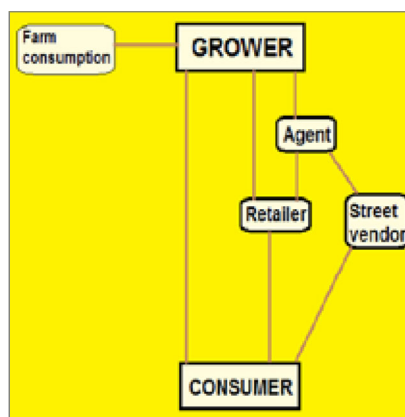 Farm
consumption
GROWER
Agent
Retailer
Street
vendor
CONSUMER